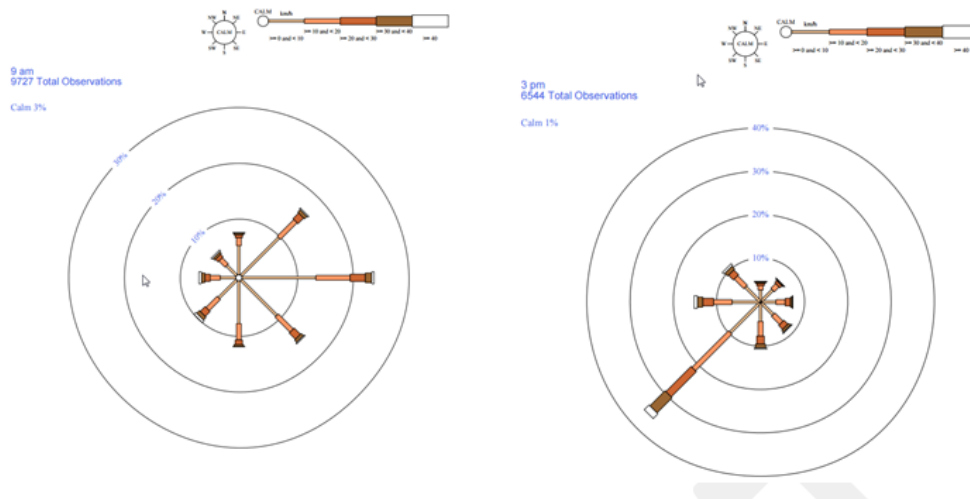 N
NW NE
W CALM E
SW SE
S
CALM km/h
>= 0 and < 10 >= 10 and < 20 >= 20 and < 30 >= 30 and < 40 >= 40
9 am
9727 Total Observations
Calm 3%
30%
20%
10%
N
NW NE
W CALM E
SW SE
S
CALM km/h
>= 0 and < 10 >= 10 and < 20 >= 20 and < 30 >= 30 and < 40 >= 40
3 pm
6544 Total Observations
Calm 1%
40%
30%
20%
10%